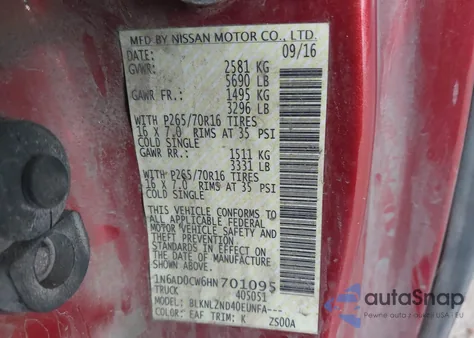 MFD BY NISSAN MOTOR CO., LTD.
DATE: 09/16
GVWR: 2581 KG
5690 LB
GAWR FR.: 1495 KG
3296 LB
WITH P265/70R16 TIRES
16 X 7.0 RIMS AT 35 PSI
COLD SINGLE
GAWR RR.: 1511 KG
3331 LB
WITH P265/70R16 TIRES
16 X 7.0 RIMS AT 35 PSI
COLD SINGLE
THIS VEHICLE CONFORMS TO
ALL APPLICABLE FEDERAL
MOTOR VEHICLE SAFETY AND
THEFT PREVENTION
STANDARDS IN EFFECT ON
THE DATE OF MANUFACTURE
SHOWN ABOVE.
1N6AD0CW6HN701095
TRUCK 405051
MODEL: BLKNLZND40EUNFA---
COLOR: EAF TRIM: K ZS00A
autoSnap
POWERED BY